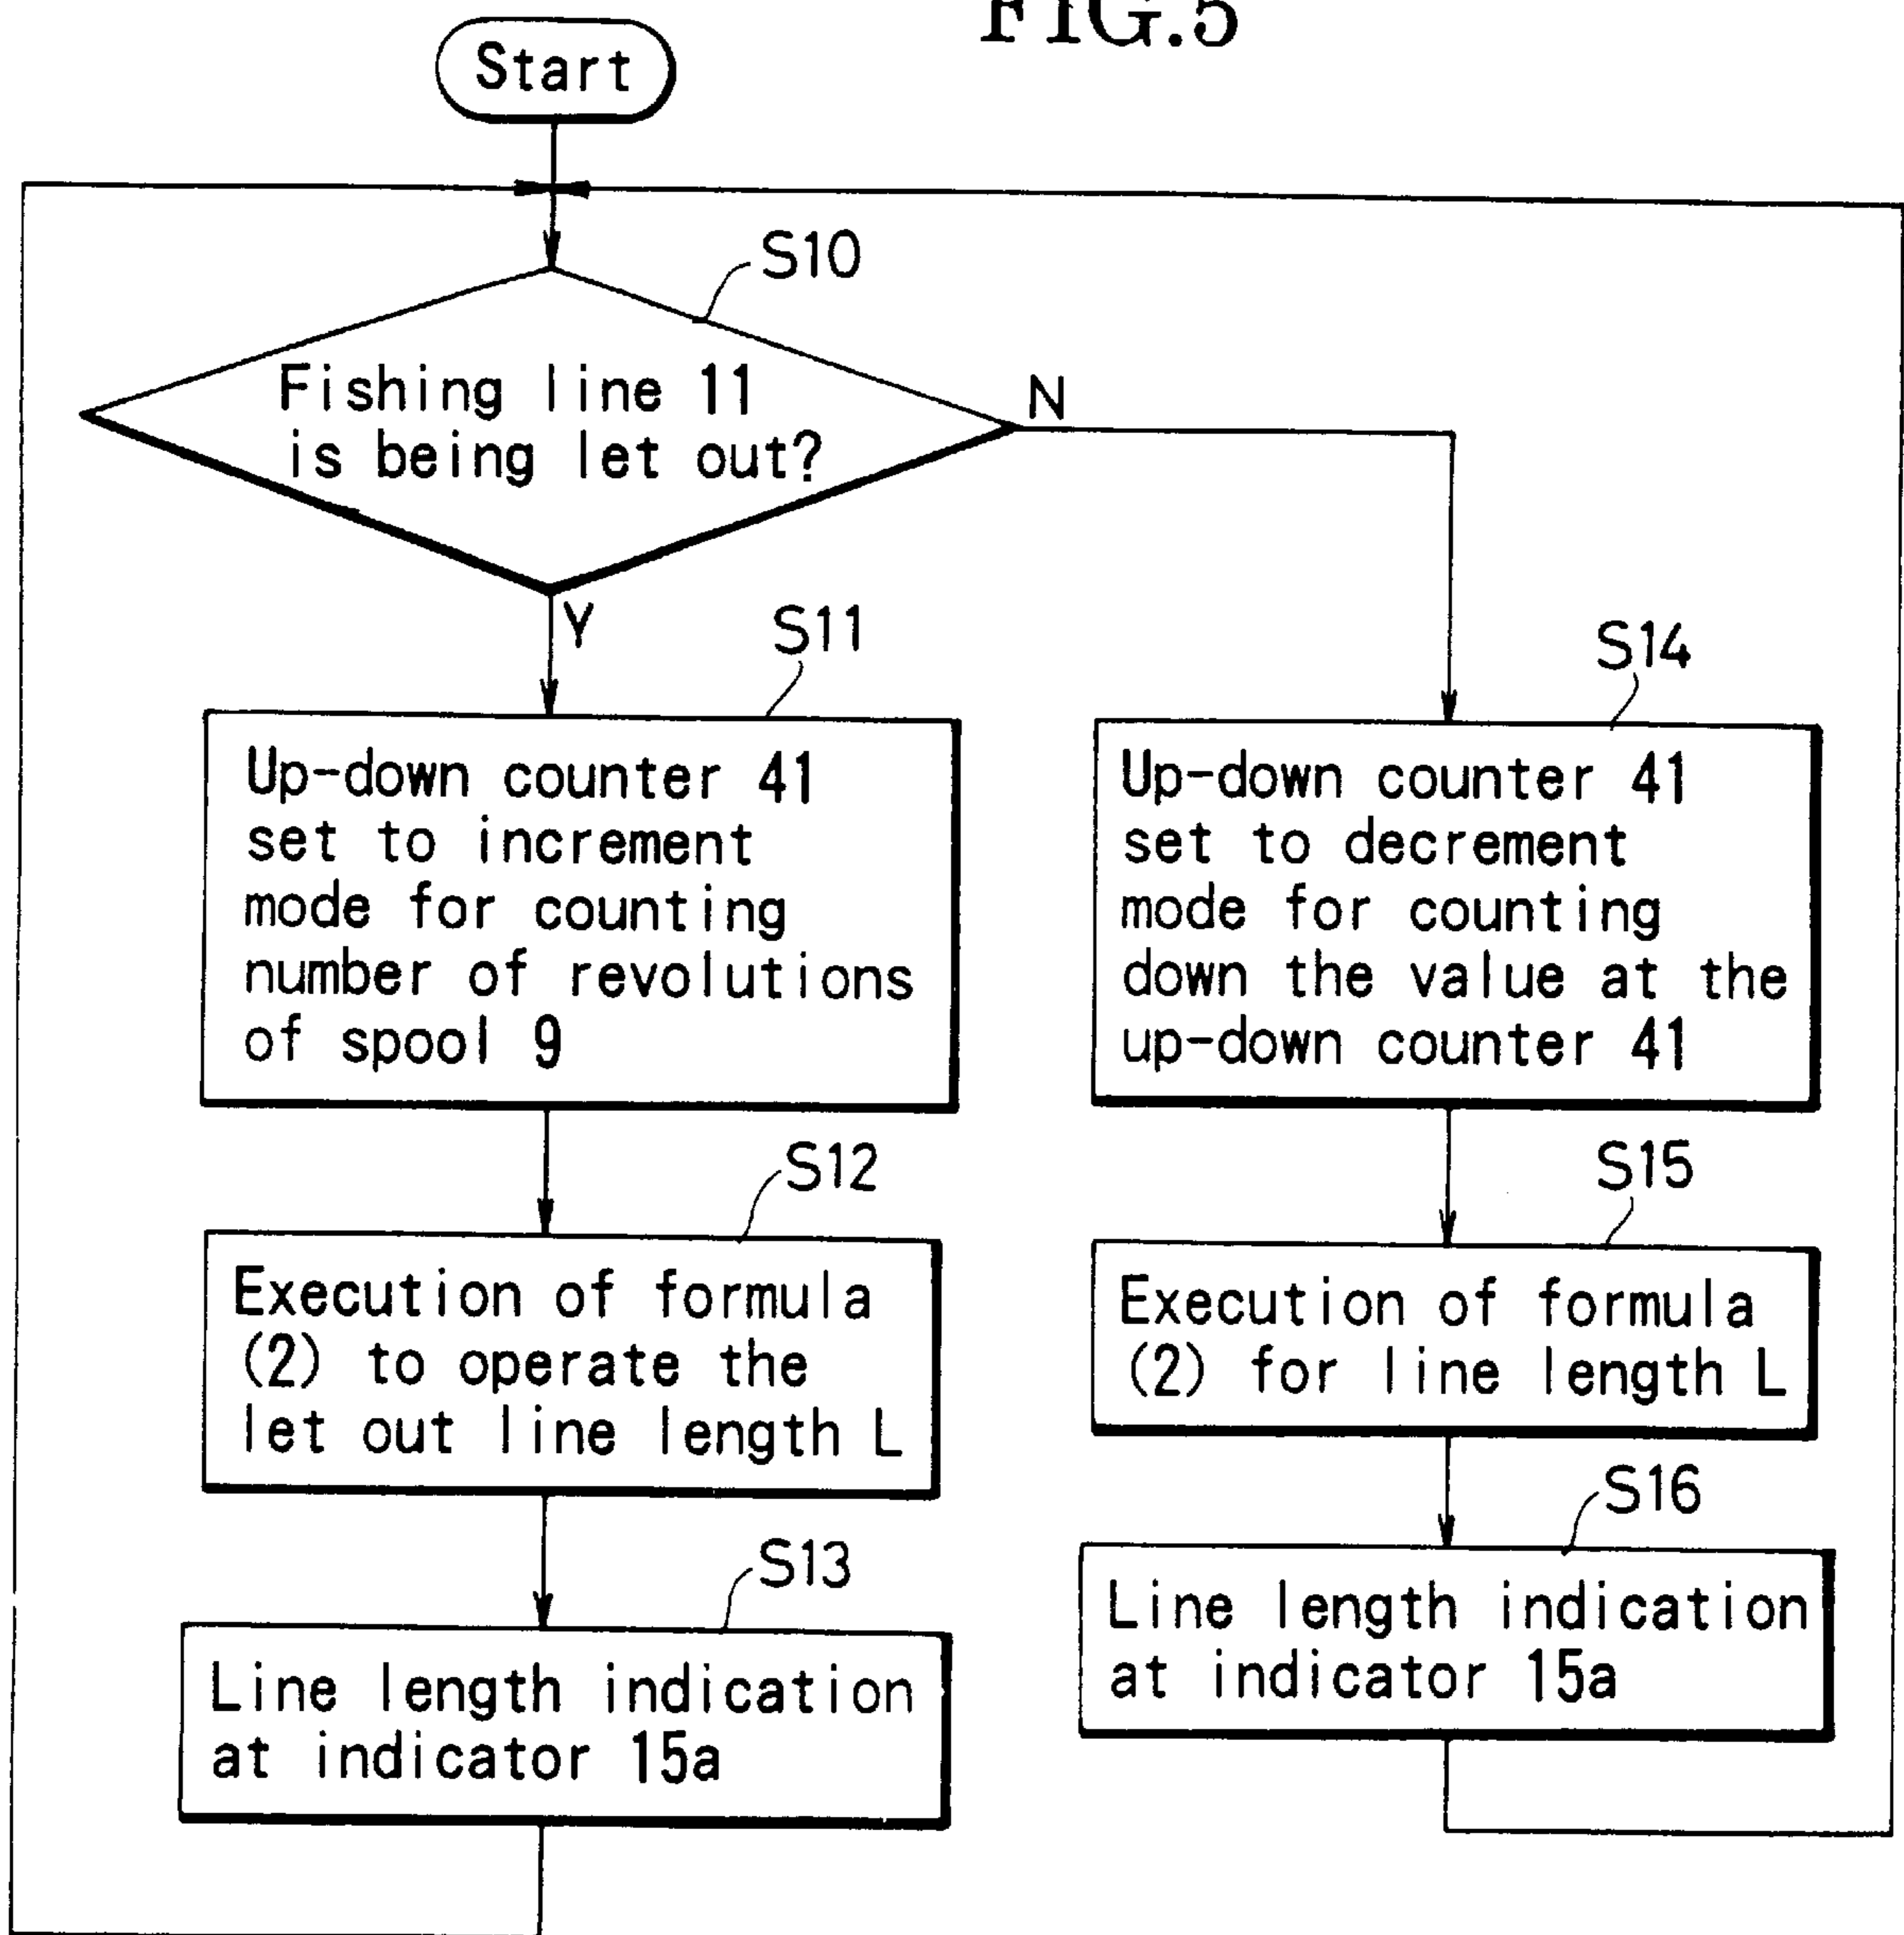 FIG.5
Start
S10
Fishing line 11
is being let out?
N
Y
S11
Up-down counter 41
set to increment
mode for counting
number of revolutions
of spool 9
S14
Up-down counter 41
set to decrement
mode for counting
down the value at the
up-down counter 41
S12
Execution of formula
(2) to operate the
let out line length L
S15
Execution of formula
(2) for line length L
S13
Line length indication
at indicator 15a
S16
Line length indication
at indicator 15a